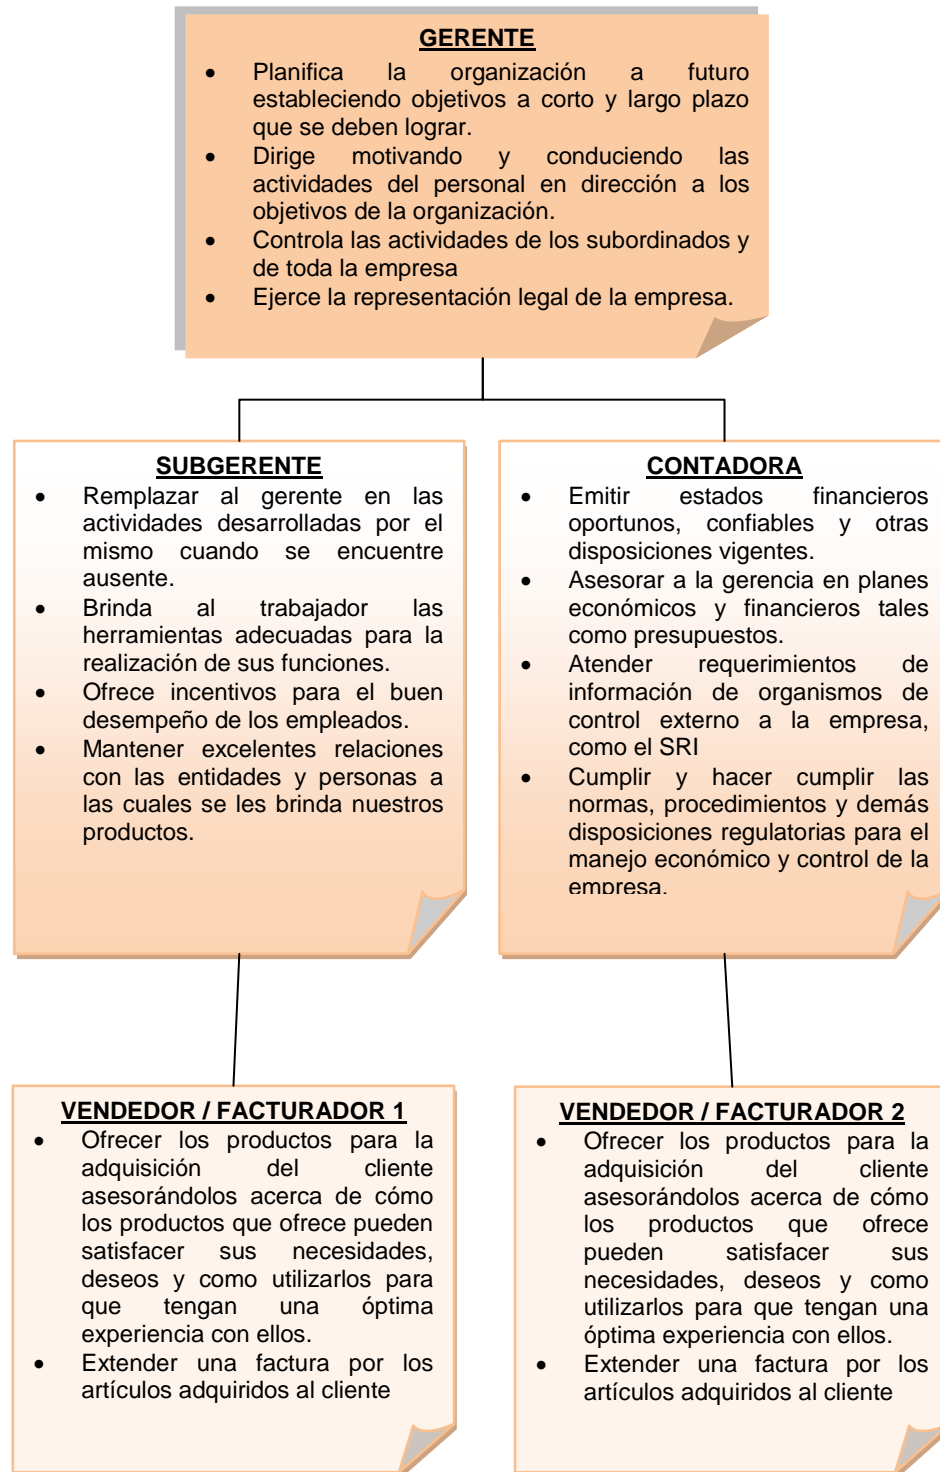 GERENTE
• Planifica la organización a futuro
estableciendo objetivos a corto y largo plazo
que se deben lograr.
• Dirige motivando y conduciendo las
actividades del personal en dirección a los
objetivos de la organización.
• Controla las actividades de los subordinados y
de toda la empresa
• Ejerce la representación legal de la empresa.
SUBGERENTE
• Remplazar al gerente en las
actividades desarrolladas por el
mismo cuando se encuentre
ausente.
• Brinda al trabajador las
herramientas adecuadas para la
realización de sus funciones.
• Ofrece incentivos para el buen
desempeño de los empleados.
• Mantener excelentes relaciones
con las entidades y personas a
las cuales se les brinda nuestros
productos.
CONTADORA
• Emitir estados financieros
oportunos, confiables y otras
disposiciones vigentes.
• Asesorar a la gerencia en planes
económicos y financieros tales
como presupuestos.
• Atender requerimientos de
información de organismos de
control externo a la empresa,
como el SRI
• Cumplir y hacer cumplir las
normas, procedimientos y demás
disposiciones regulatorias para el
manejo económico y control de la
empresa.
VENDEDOR / FACTURADOR 1
• Ofrecer los productos para la
adquisición del cliente
asesorándolos acerca de cómo
los productos que ofrece pueden
satisfacer sus necesidades,
deseos y como utilizarlos para
que tengan una óptima
experiencia con ellos.
• Extender una factura por los
artículos adquiridos al cliente
VENDEDOR / FACTURADOR 2
• Ofrecer los productos para la
adquisición del cliente
asesorándolos acerca de cómo
los productos que ofrece
pueden satisfacer sus
necesidades, deseos y como
utilizarlos para que tengan una
óptima experiencia con ellos.
• Extender una factura por los
artículos adquiridos al cliente